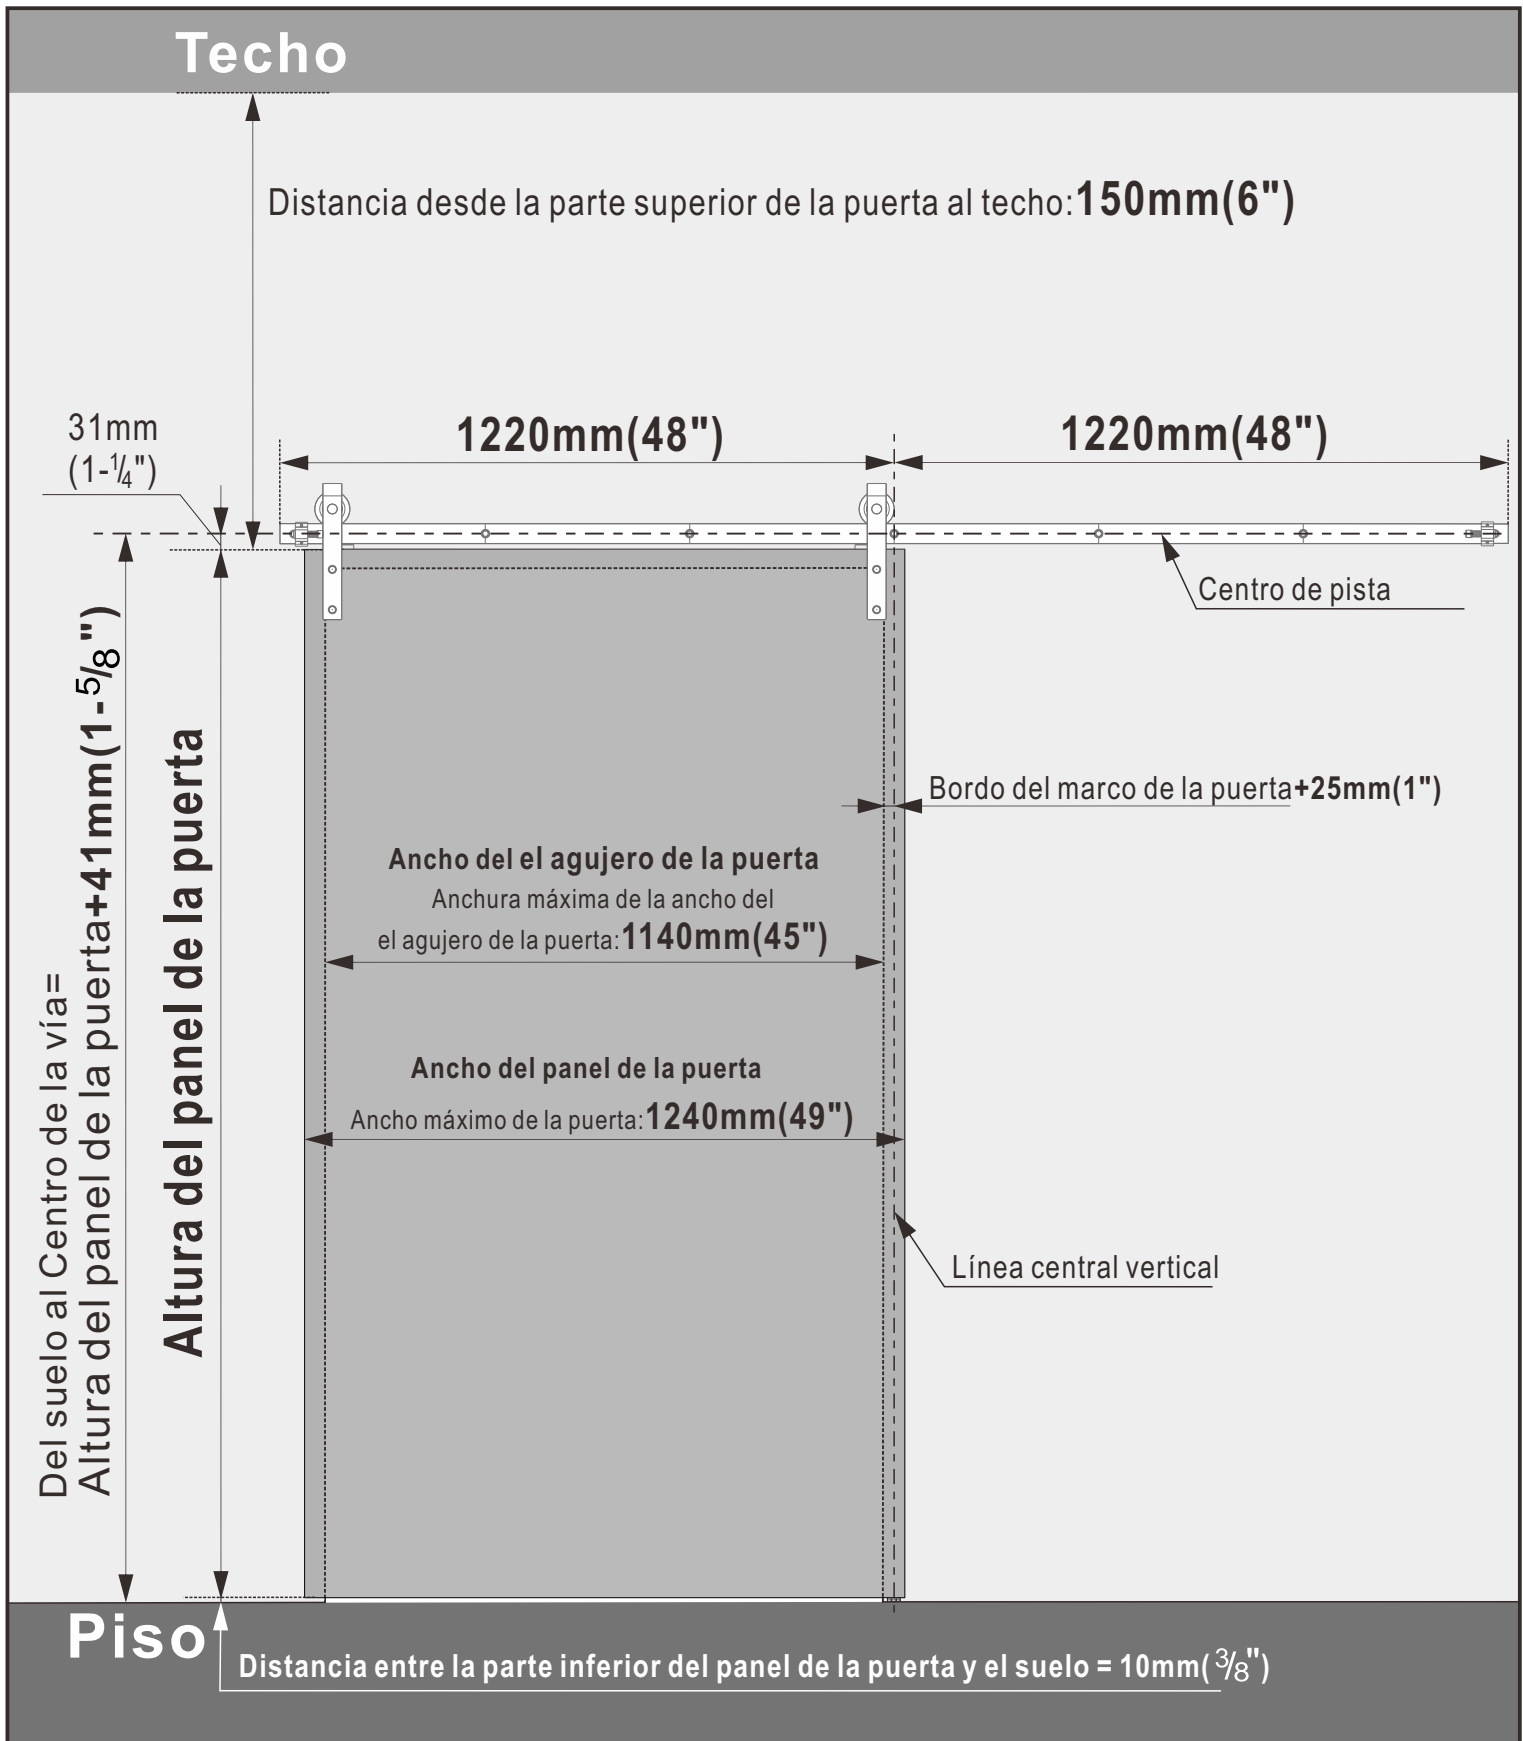 Techo
Distancia desde la parte superior de la puerta al techo:150mm(6")
31mm
(1-1/4")
1220mm(48")
1220mm(48")
Centro de pista
Del suelo al Centro de la vía=
Altura del panel de la puerta+41mm(1-5/8")
Altura del panel de la puerta
Bordo del marco de la puerta+25mm(1")
Ancho del el agujero de la puerta
Anchura máxima de la ancho del
el agujero de la puerta:1140mm(45")
Ancho del panel de la puerta
Ancho máximo de la puerta:1240mm(49")
Línea central vertical
Piso
Distancia entre la parte inferior del panel de la puerta y el suelo = 10mm(3/8")